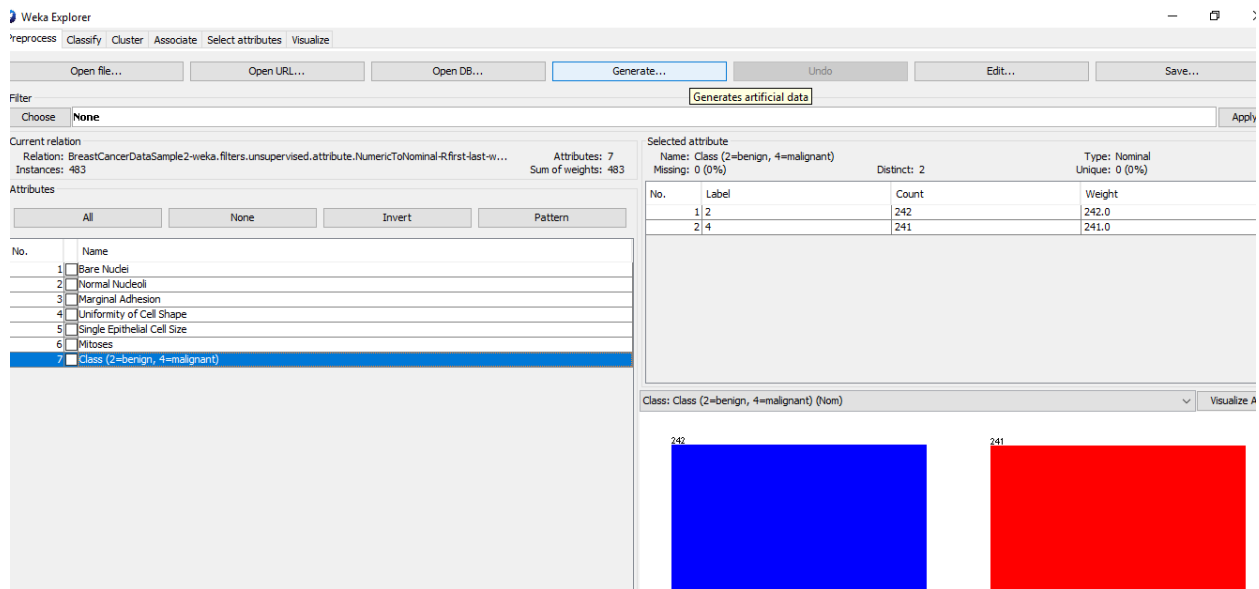 Weka Explorer
Preprocess Classify Cluster Associate Select attributes Visualize
Open file... Open URL... Open DB... Generate... Undo Edit... Save...
Generates artificial data
Filter
Choose None Apply
Current relation
Relation: BreastCancerDataSample2-weka.filters.unsupervised.attribute.NumericToNominal-Rfirst-last-w... Attributes: 7
Instances: 483 Sum of weights: 483
Attributes
All None Invert Pattern
No. Name
1 Bare Nuclei
2 Normal Nucleoli
3 Marginal Adhesion
4 Uniformity of Cell Shape
5 Single Epithelial Cell Size
6 Mitoses
7 Class (2=benign, 4=malignant)
Selected attribute
Name: Class (2=benign, 4=malignant) Type: Nominal
Missing: 0 (0%) Distinct: 2 Unique: 0 (0%)
No. Label Count Weight
1 2 242 242.0
2 4 241 241.0
Class: Class (2=benign, 4=malignant) (Nom) Visualize A
242 241